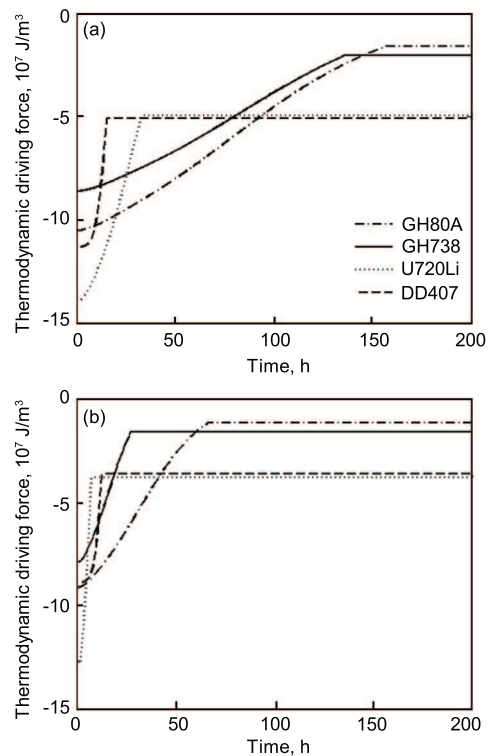 0
(a)
-5
-10
-15
Thermodynamic driving force, 10⁷ J/m³
GH80A
GH738
U720Li
DD407
0 50 100 150 200
Time, h
0
(b)
-5
-10
-15
Thermodynamic driving force, 10⁷ J/m³
0 50 100 150 200
Time, h